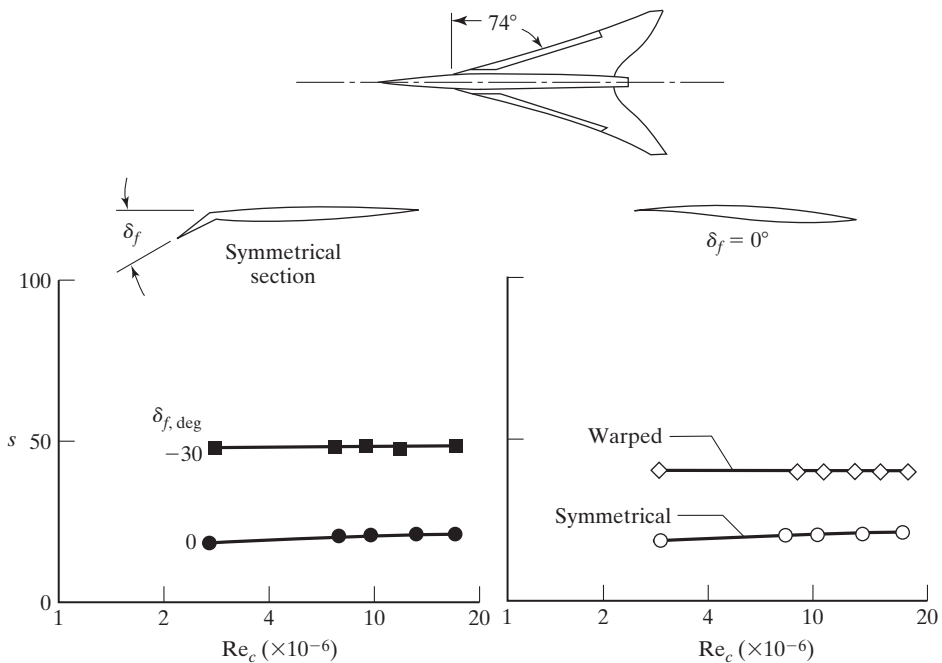 74°
δf
Symmetrical
section
δf = 0°
100
50
0
s
δf, deg
−30
0
1
2
4
10
20
Rec (×10−6)
Warped
Symmetrical
1
2
4
10
20
Rec (×10−6)